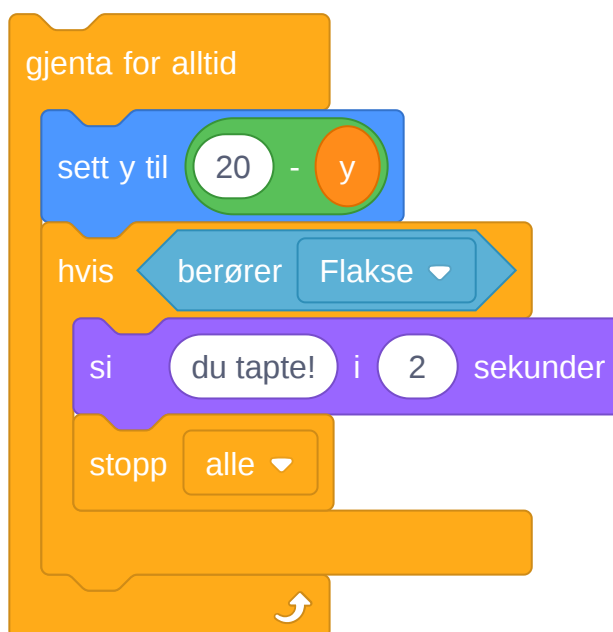 gjenta for alltid
sett y til 20 - y
hvis berører Flakse
si du tapte! i 2 sekunder
stopp alle